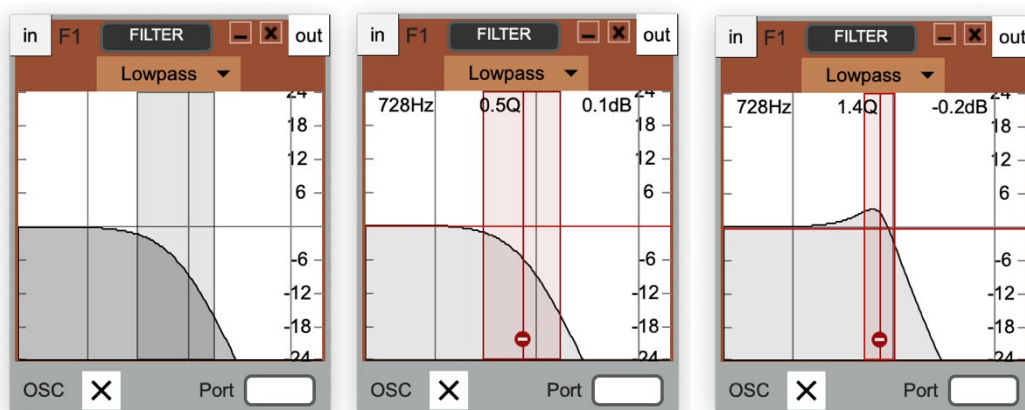 in F1 FILTER out
Lowpass
24
18
12
6
-6
-12
-18
-24
OSC Port
in F1 FILTER out
Lowpass
728Hz 0.5Q 0.1dB
24
18
12
6
-6
-12
-18
-24
OSC Port
in F1 FILTER out
Lowpass
728Hz 1.4Q -0.2dB
24
18
12
6
-6
-12
-18
-24
OSC Port